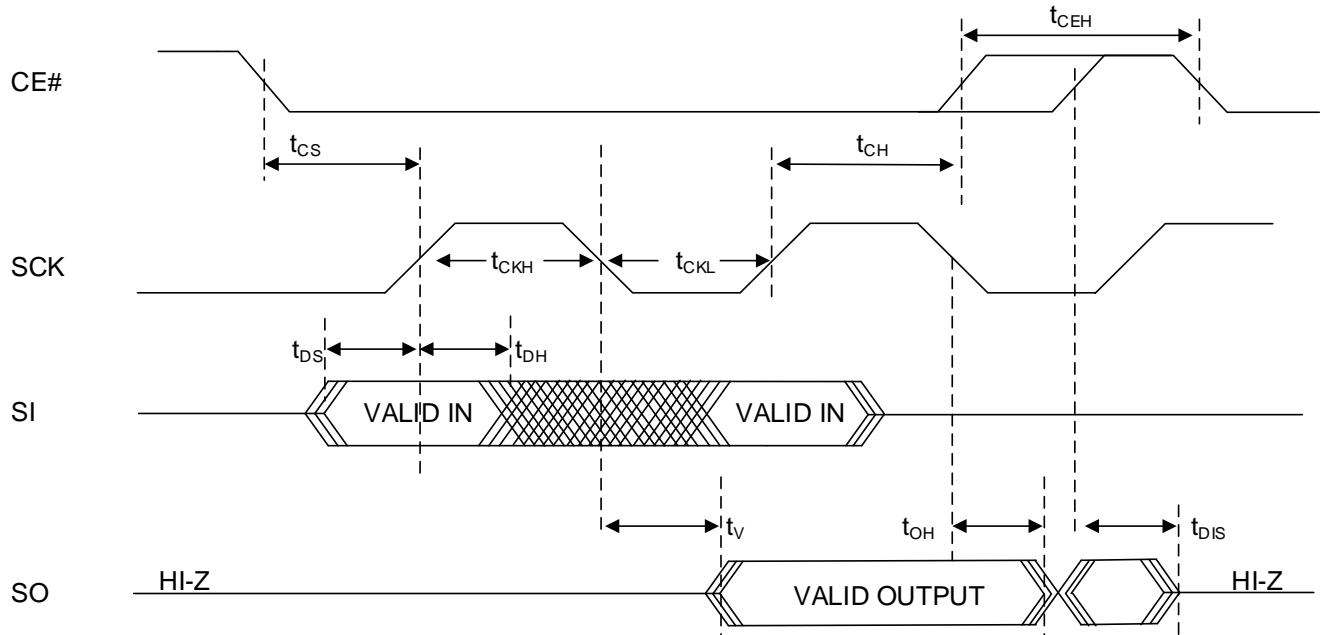 tCEH
CE#
tCS
tCH
SCK
tCKH
tCKL
tDS
tDH
SI
VALID IN
VALID IN
tV
tOH
tDIS
SO
HI-Z
VALID OUTPUT
HI-Z